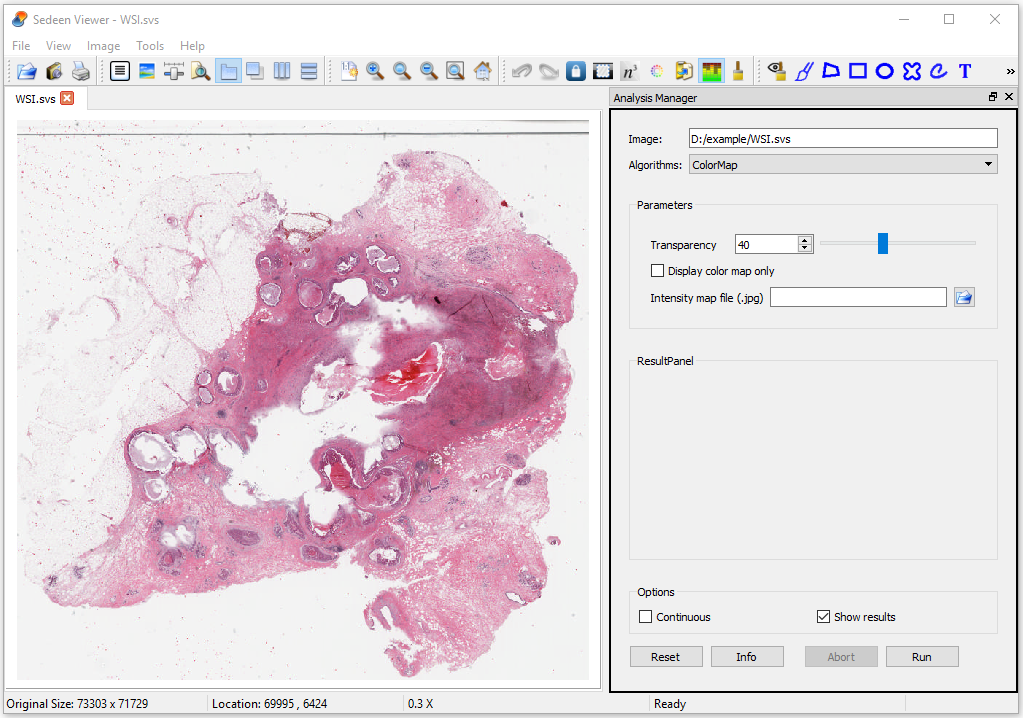 Sedeen Viewer - WSI.svs
File View Image Tools Help
n³ T »
WSI.svs
Analysis Manager
Image: D:/example/WSI.svs
Algorithms: ColorMap
Parameters
Transparency 40
Display color map only
Intensity map file (.jpg)
ResultPanel
Options
Continuous Show results
Reset Info Abort Run
Original Size: 73303 x 71729 Location: 69995 , 6424 0.3 X Ready